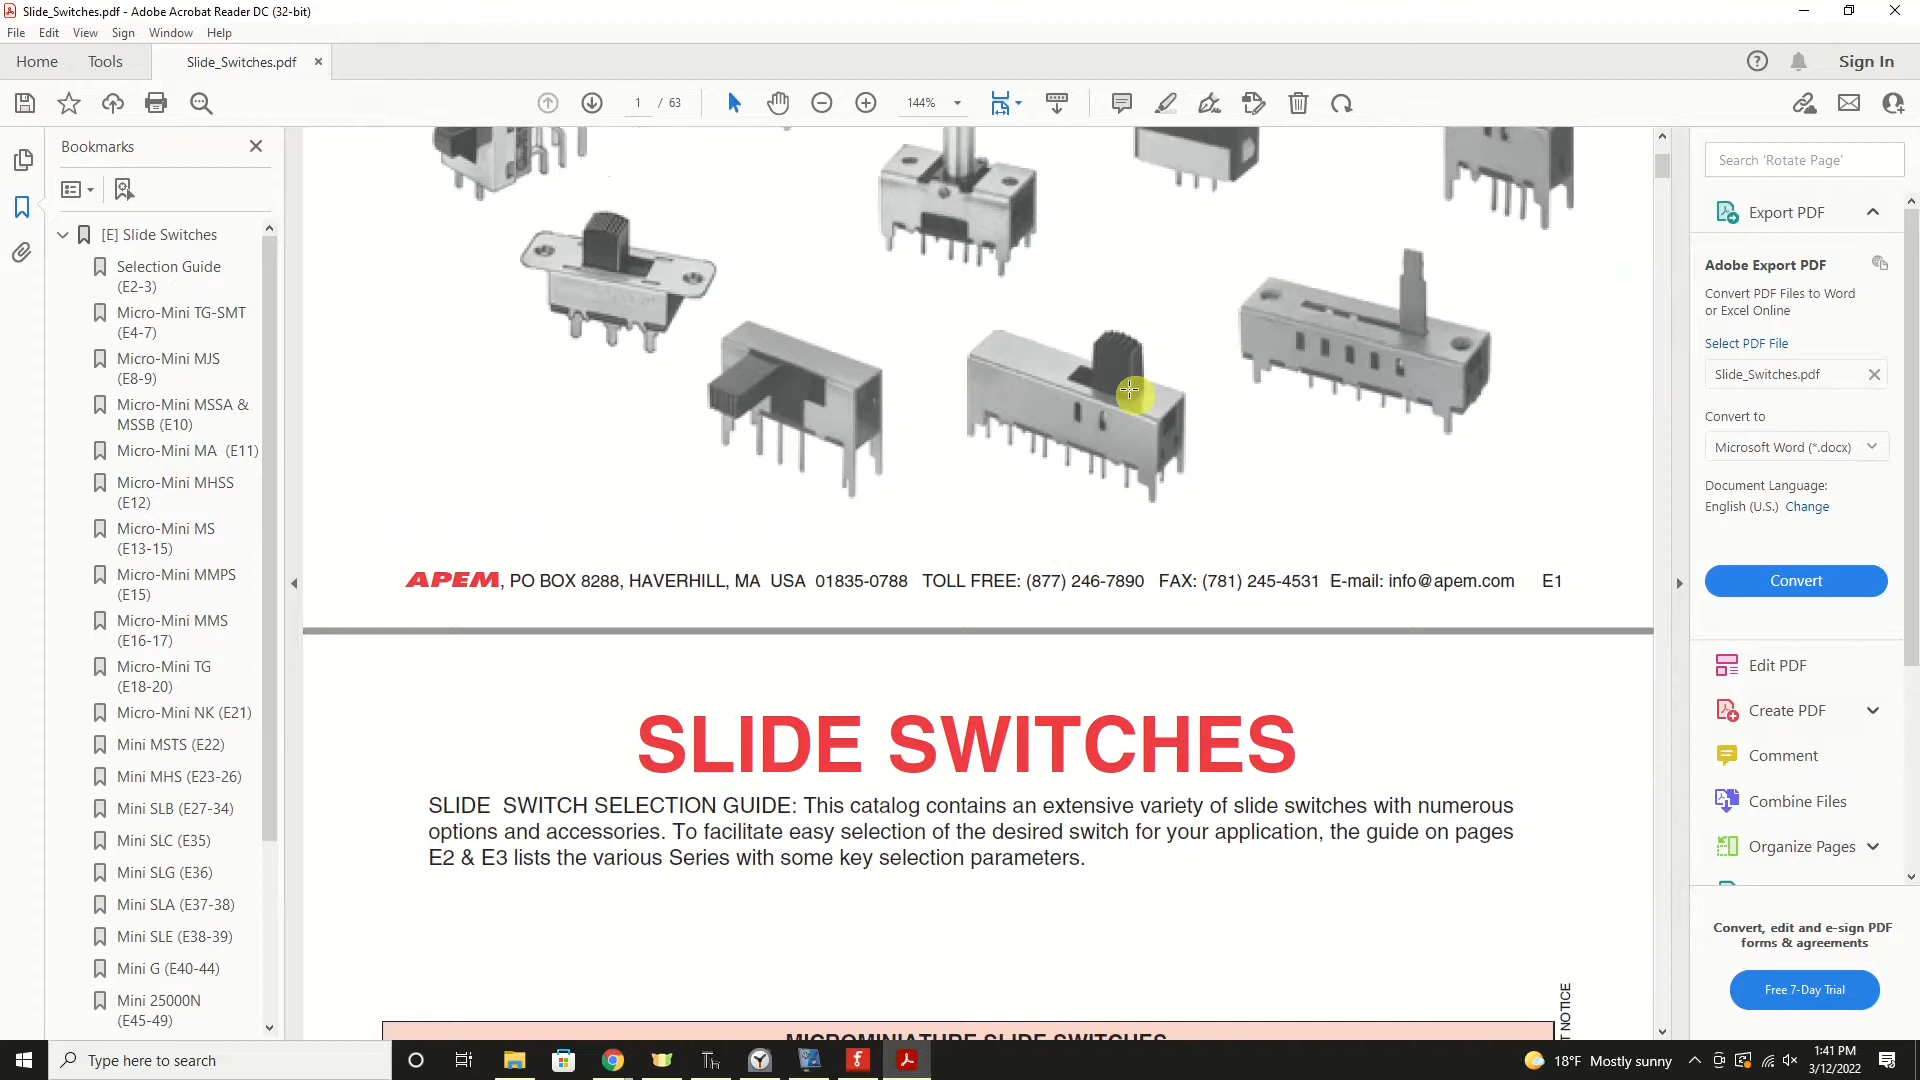 Slide_Switches.pdf - Adobe Acrobat Reader DC (32-bit)
File Edit View Sign Window Help
Home Tools Slide_Switches.pdf Sign In
1 / 63 144%
Bookmarks
[E] Slide Switches
Selection Guide
(E2-3)
Micro-Mini TG-SMT
(E4-7)
Micro-Mini MJS
(E8-9)
Micro-Mini MSSA &
MSSB (E10)
Micro-Mini MA (E11)
Micro-Mini MHSS
(E12)
Micro-Mini MS
(E13-15)
Micro-Mini MMPS
(E15)
Micro-Mini MMS
(E16-17)
Micro-Mini TG
(E18-20)
Micro-Mini NK (E21)
Mini MSTS (E22)
Mini MHS (E23-26)
Mini SLB (E27-34)
Mini SLC (E35)
Mini SLG (E36)
Mini SLA (E37-38)
Mini SLE (E38-39)
Mini G (E40-44)
Mini 25000N
(E45-49)
APEM, PO BOX 8288, HAVERHILL, MA USA 01835-0788 TOLL FREE: (877) 246-7890 FAX: (781) 245-4531 E-mail: info@apem.com E1
SLIDE SWITCHES
SLIDE SWITCH SELECTION GUIDE: This catalog contains an extensive variety of slide switches with numerous
options and accessories. To facilitate easy selection of the desired switch for your application, the guide on pages
E2 & E3 lists the various Series with some key selection parameters.
MICROMINIATURE SLIDE SWITCHES
NOTICE
Search 'Rotate Page'
Export PDF
Adobe Export PDF
Convert PDF Files to Word
or Excel Online
Select PDF File
Slide_Switches.pdf
Convert to
Microsoft Word (*.docx)
Document Language:
English (U.S.) Change
Convert
Edit PDF
Create PDF
Comment
Combine Files
Organize Pages
Convert, edit and e-sign PDF
forms & agreements
Free 7-Day Trial
Type here to search
18°F Mostly sunny
1:41 PM
3/12/2022